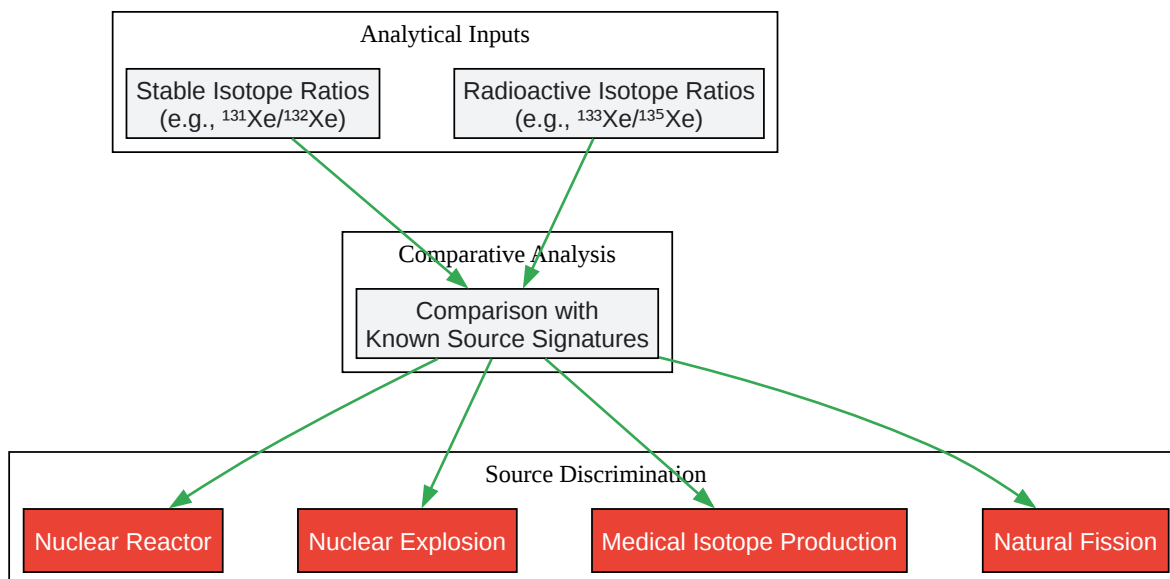 Analytical Inputs
Stable Isotope Ratios
(e.g., ¹³¹Xe/¹³²Xe)
Radioactive Isotope Ratios
(e.g., ¹³³Xe/¹³⁵Xe)
Comparative Analysis
Comparison with
Known Source Signatures
Source Discrimination
Nuclear Reactor
Nuclear Explosion
Medical Isotope Production
Natural Fission